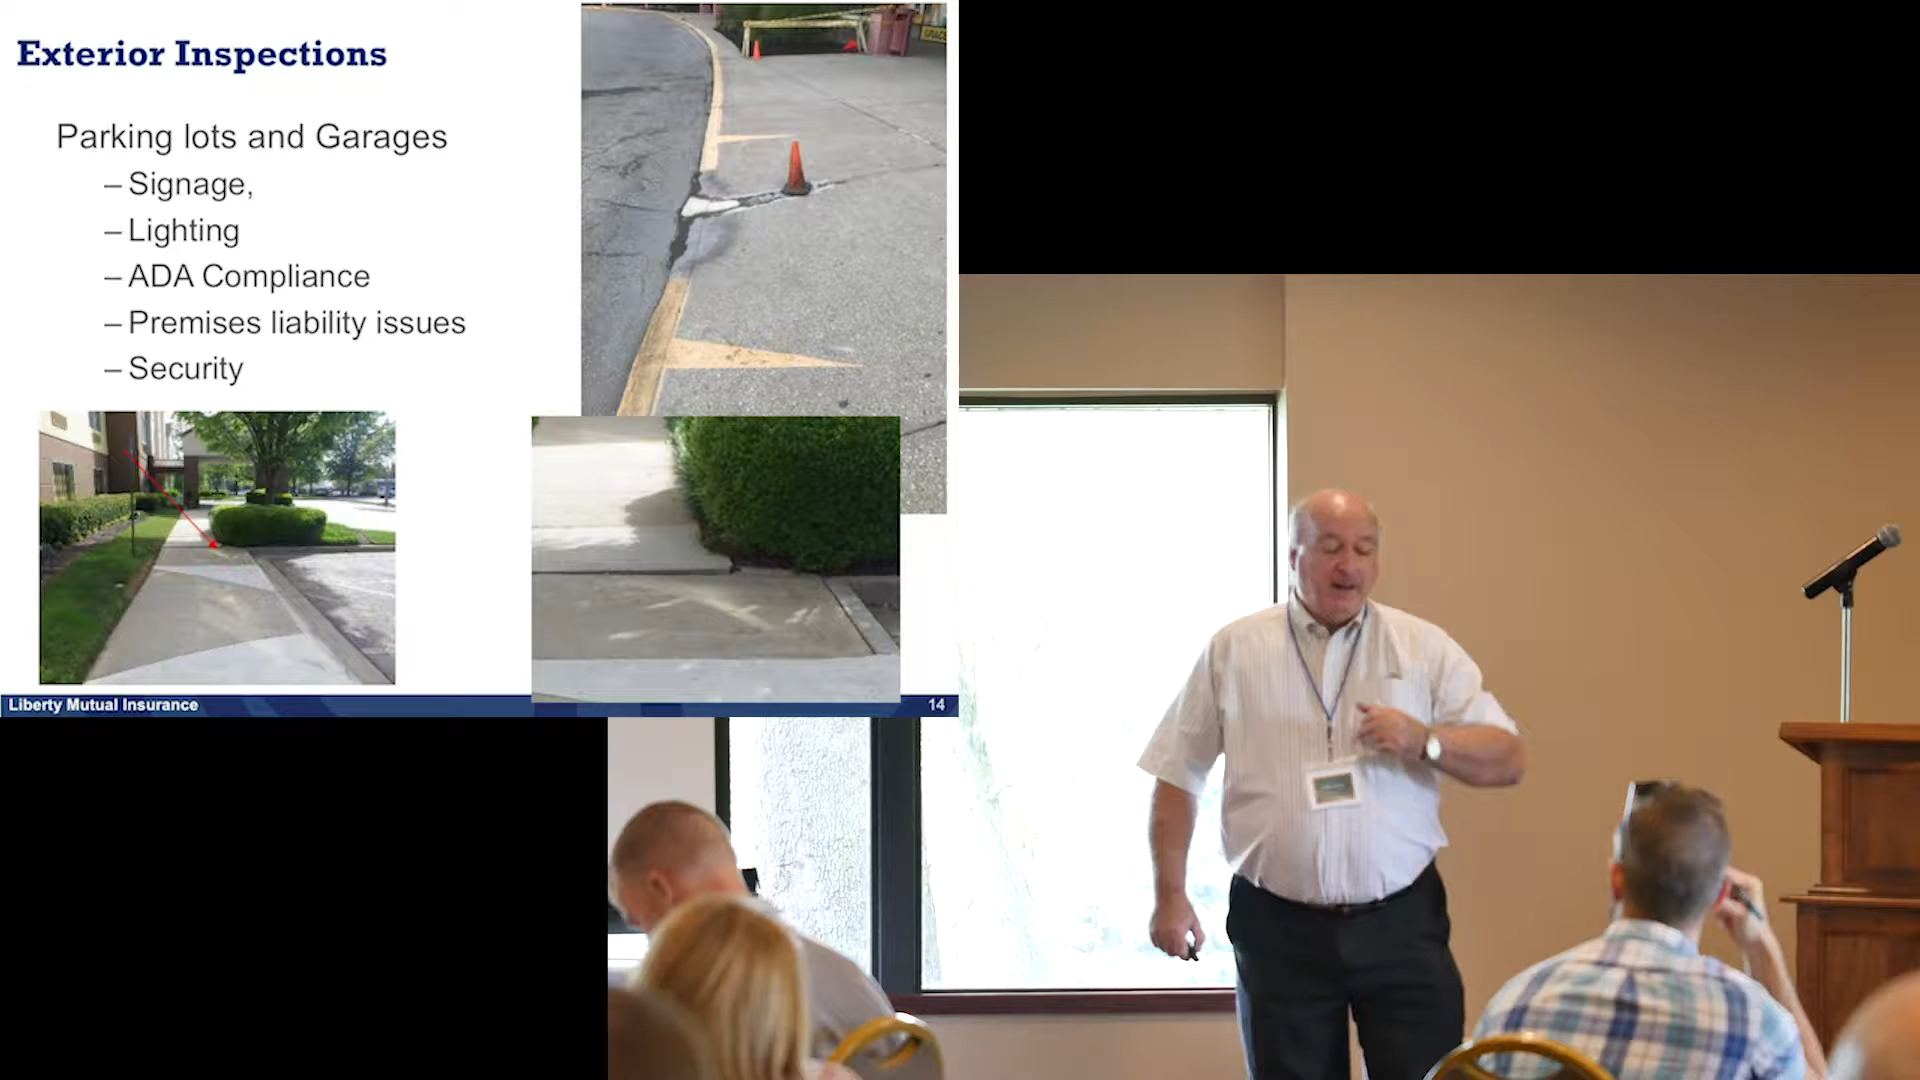 Exterior Inspections
Parking lots and Garages
– Signage,
– Lighting
– ADA Compliance
– Premises liability issues
– Security
Liberty Mutual Insurance
14